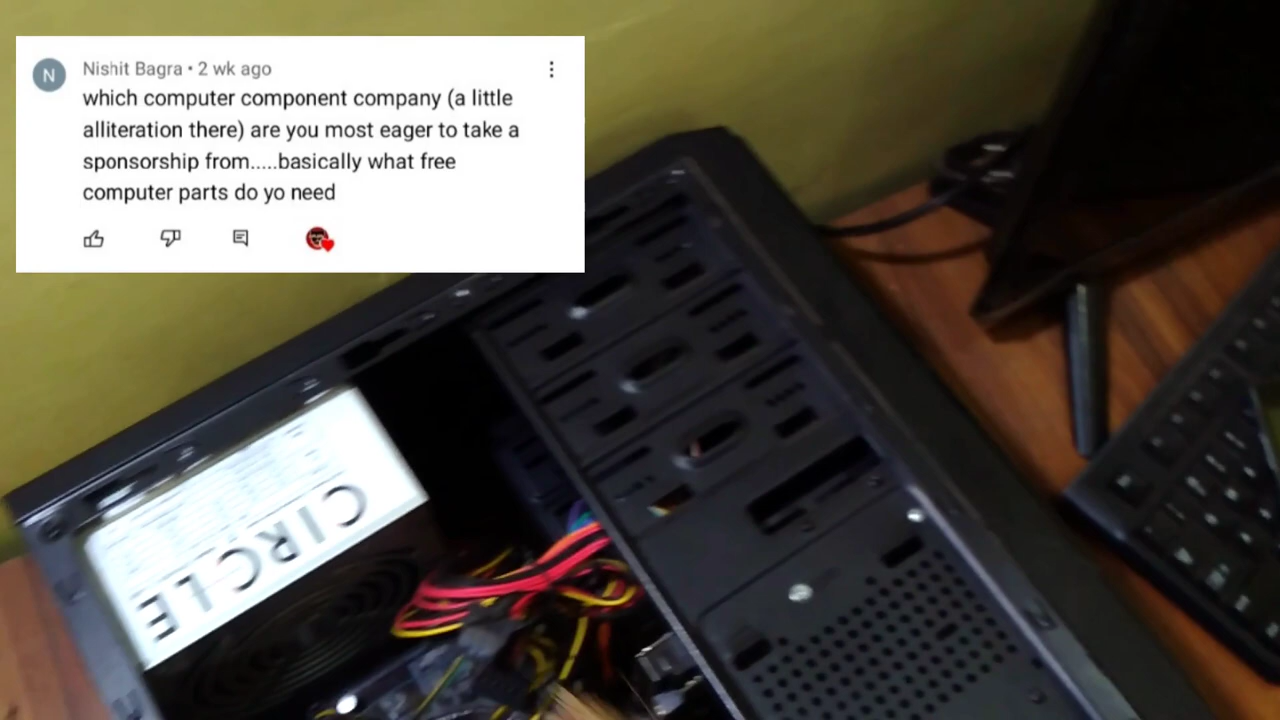 N
Nishit Bagra • 2 wk ago
which computer component company (a little
alliteration there) are you most eager to take a
sponsorship from.....basically what free
computer parts do yo need
CIRCLE